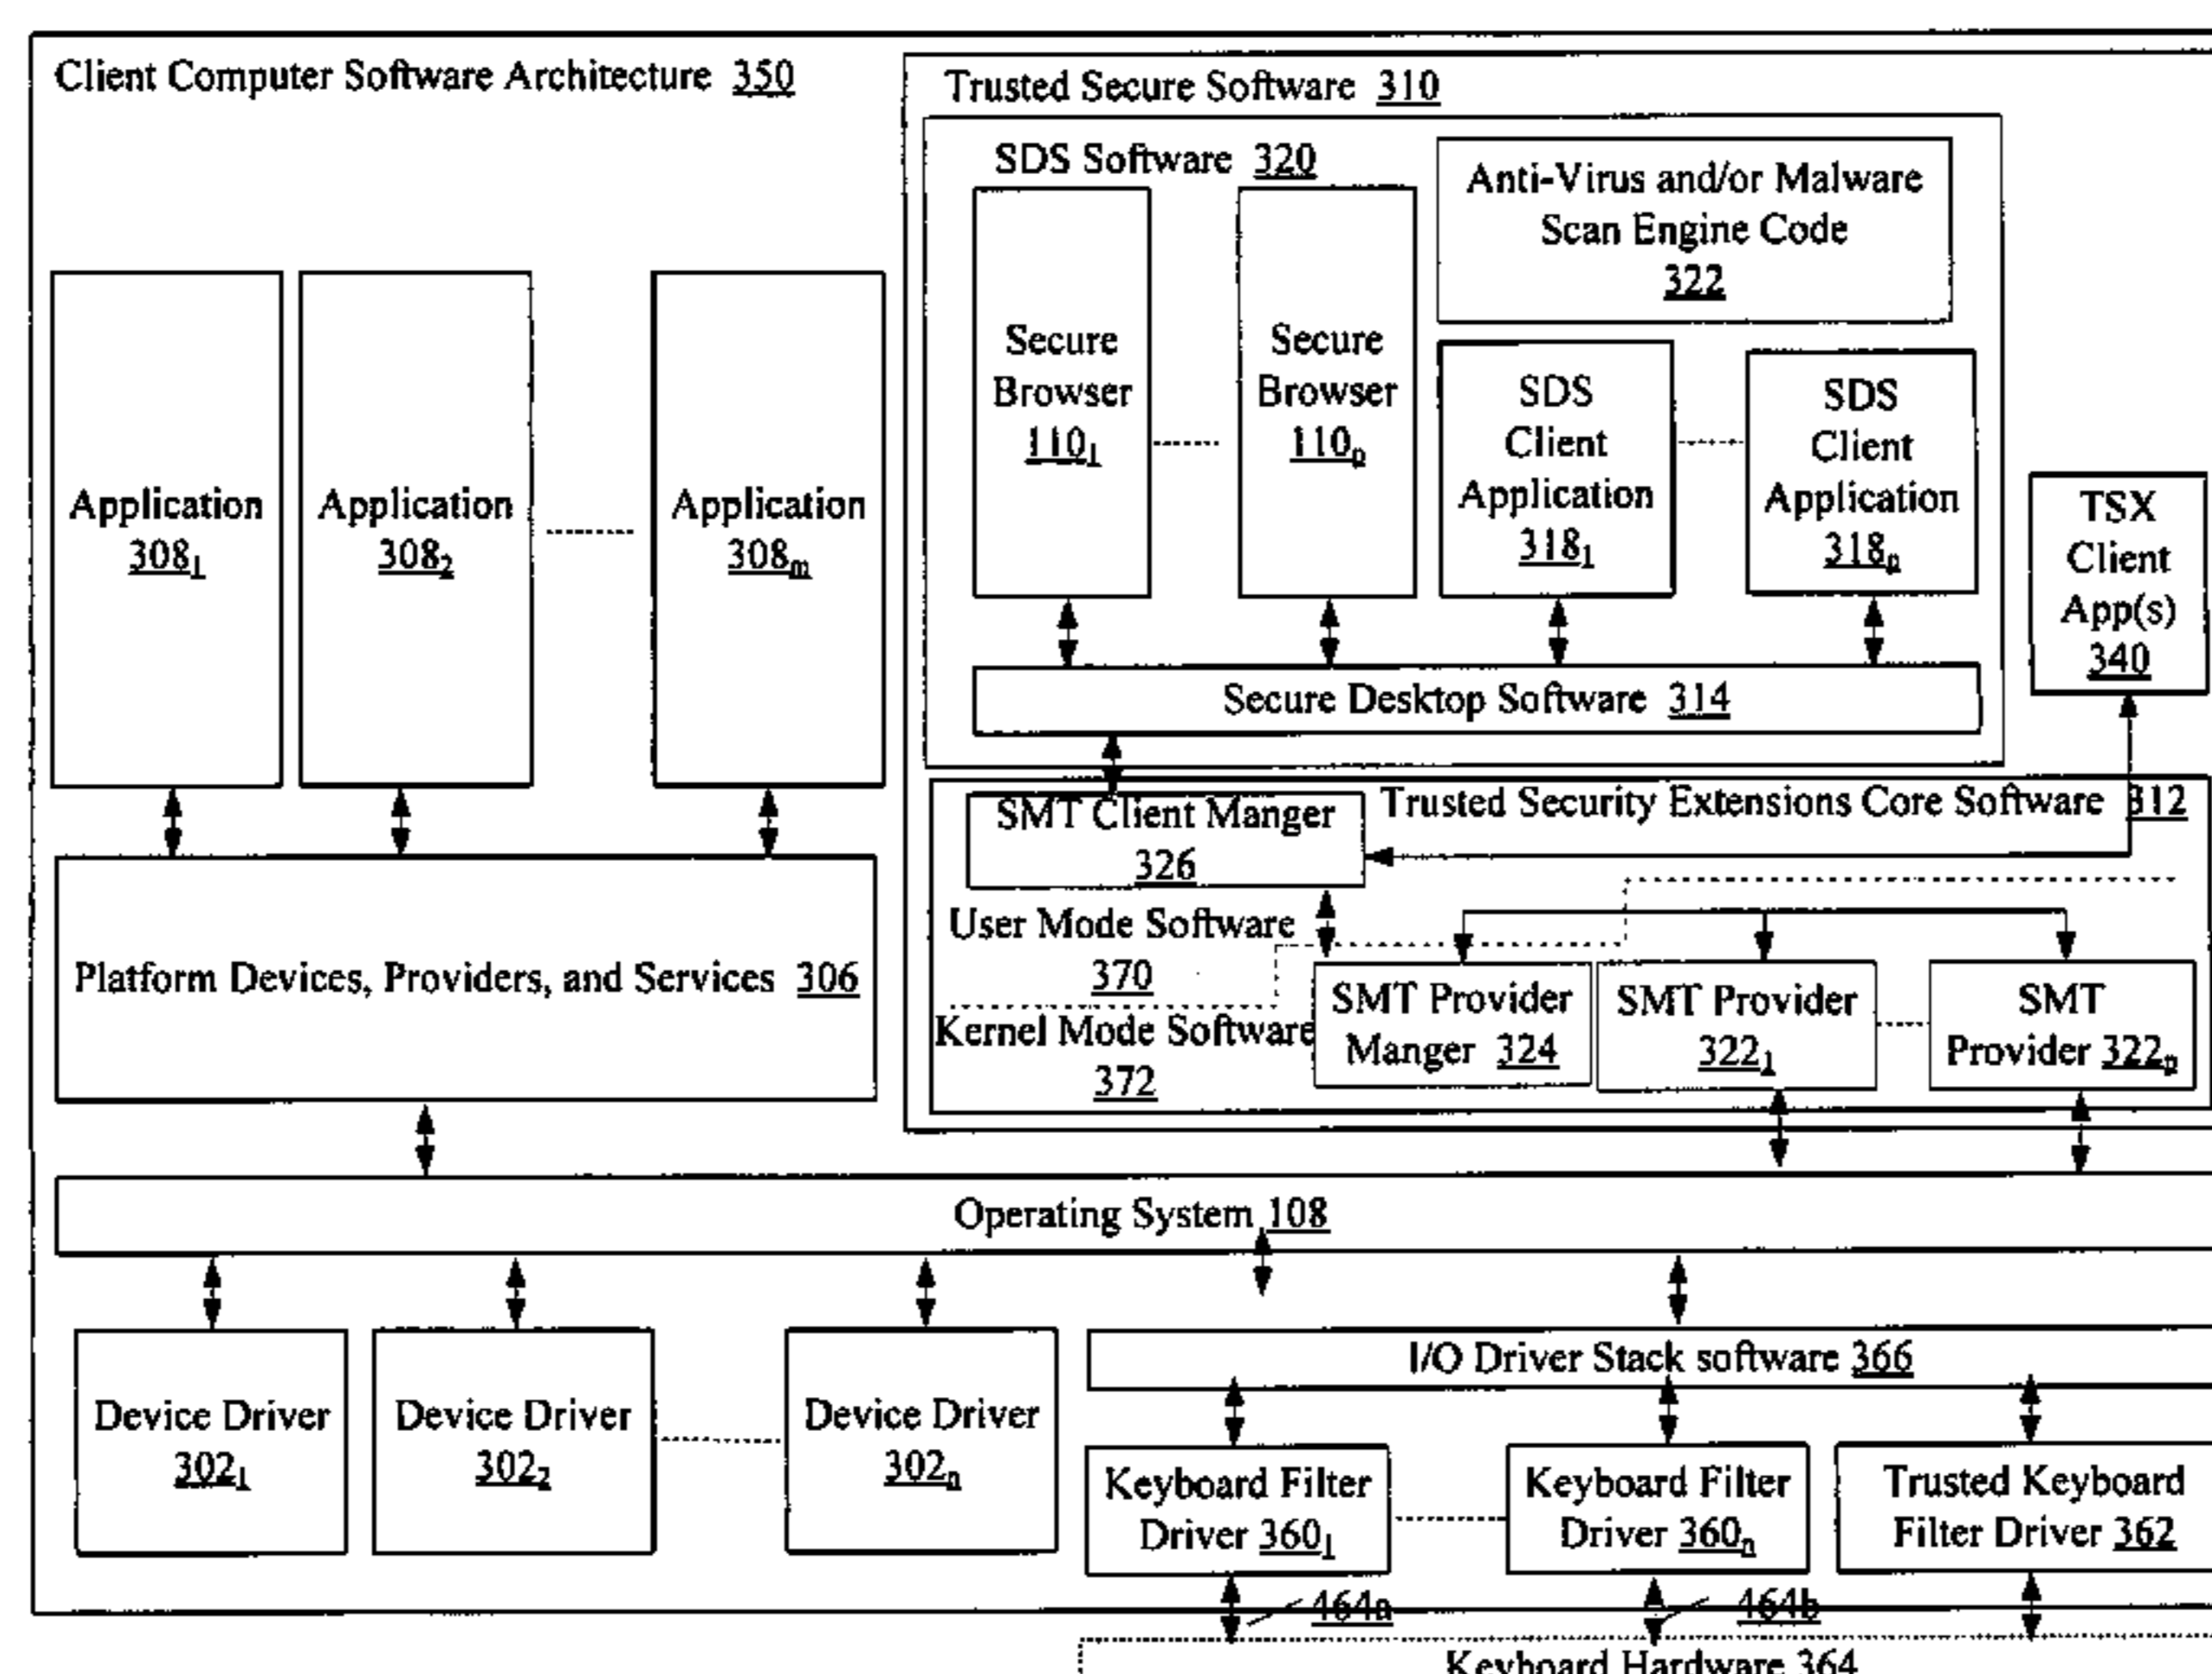 Client Computer Software Architecture 350
Trusted Secure Software 310
SDS Software 320
Anti-Virus and/or Malware
Scan Engine Code
322
Secure
Browser
110₁
Secure
Browser
110ₚ
SDS
Client
Application
318₁
SDS
Client
Application
318ₚ
Application
308₁
Application
308₂
Application
308ₘ
TSX
Client
App(s)
340
Secure Desktop Software 314
SMT Client Manger
326
Trusted Security Extensions Core Software 312
User Mode Software
370
Kernel Mode Software
372
SMT Provider
Manger 324
SMT Provider
322₁
SMT
Provider 322ₚ
Platform Devices, Providers, and Services 306
Operating System 108
I/O Driver Stack software 366
Device Driver
302₁
Device Driver
302₂
Device Driver
302ₙ
Keyboard Filter
Driver 360₁
Keyboard Filter
Driver 360ₙ
Trusted Keyboard
Filter Driver 362
464a
464b
Keyboard Hardware 364